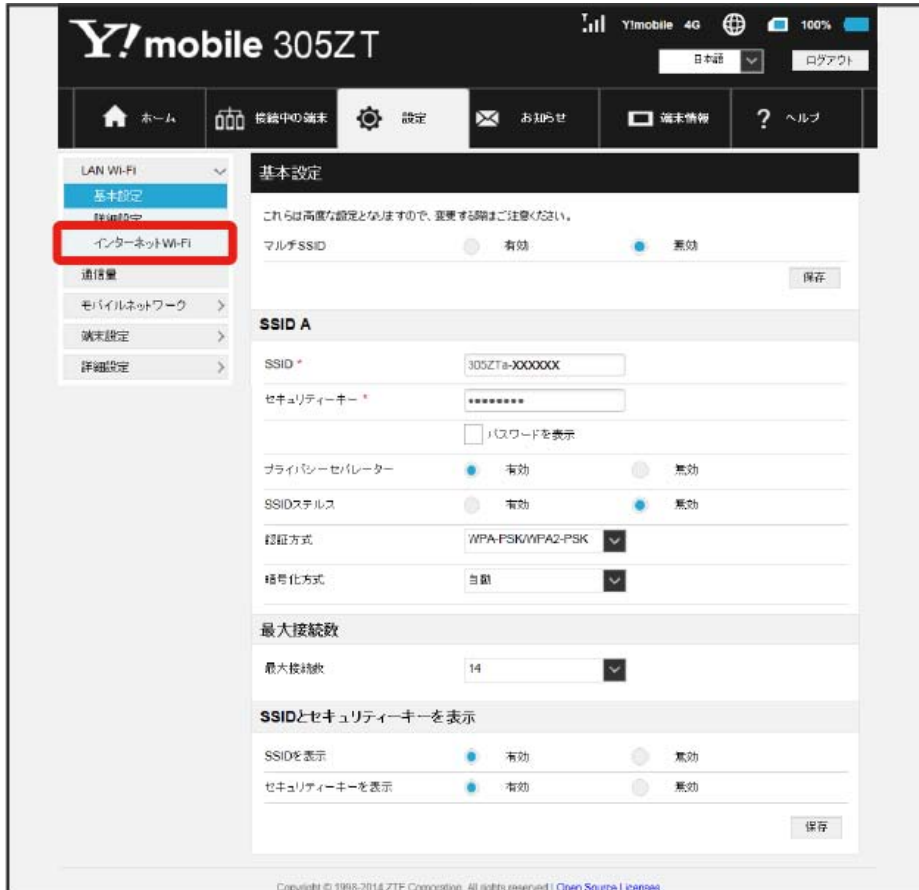 Y! mobile 305ZT
Y!mobile 4G 100%
日本語 ログアウト
ホーム 接続中の端末 設定 お知らせ 端末情報 ? ヘルプ
LAN Wi-Fi
基本設定
詳細設定
インターネットWi-Fi
通信量
モバイルネットワーク
端末設定
詳細設定
基本設定
これらは高度な設定となりますので、変更する際はご注意ください。
マルチSSID 有効 無効
保存
SSID A
SSID * 305ZTa-XXXXXX
セキュリティーキー * ••••••••
パスワードを表示
プライバシーセパレーター 有効 無効
SSIDステルス 有効 無効
認証方式 WPA-PSK/WPA2-PSK
暗号化方式 自動
最大接続数
最大接続数 14
SSIDとセキュリティーキーを表示
SSIDを表示 有効 無効
セキュリティーキーを表示 有効 無効
保存
Copyright © 1998-2014 ZTE Corporation. All rights reserved | Open Source Licenses